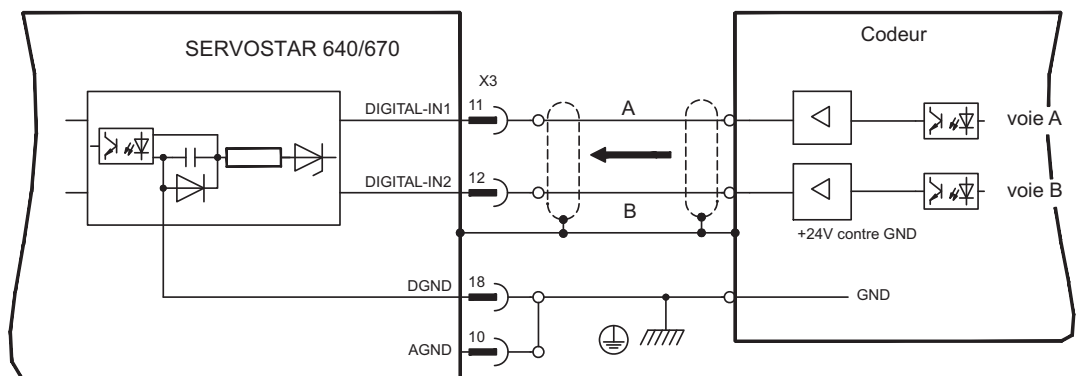 SERVOSTAR 640/670
Codeur
X3
DIGITAL-IN1
11
A
voie A
DIGITAL-IN2
12
B
voie B
+24V contre GND
DGND
18
GND
AGND
10